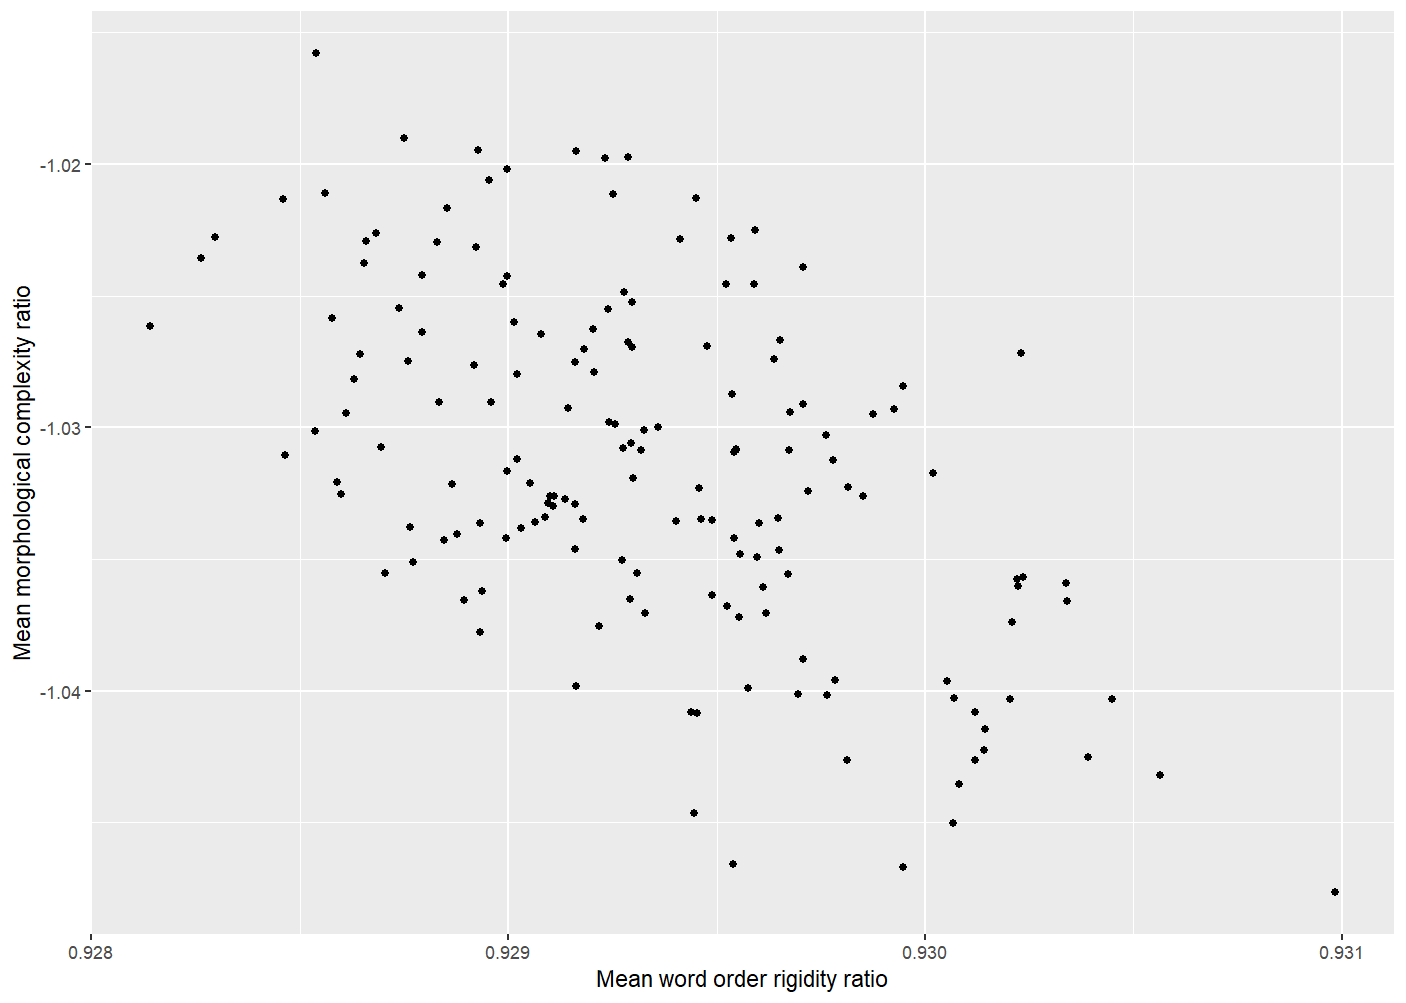 Mean morphological complexity ratio
-1.02
-1.03
-1.04
0.928 0.929 0.930 0.931
Mean word order rigidity ratio